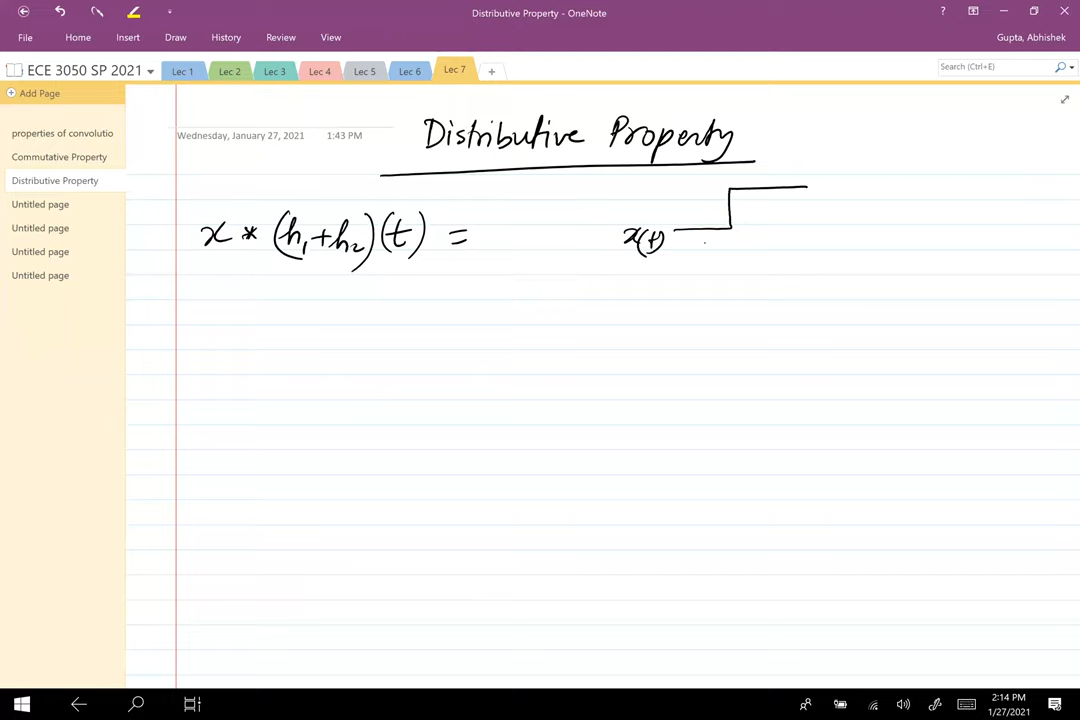 Distributive Property - OneNote
?
File Home Insert Draw History Review View
Gupta, Abhishek
ECE 3050 SP 2021 Lec 1 Lec 2 Lec 3 Lec 4 Lec 5 Lec 6 Lec 7 +
Search (Ctrl+E)
Add Page
properties of convolutio
Commutative Property
Distributive Property
Untitled page
Untitled page
Untitled page
Untitled page
Wednesday, January 27, 2021 1:43 PM
Distributive Property
x * (h₁+h₂)(t) = x(t)
2:14 PM
1/27/2021